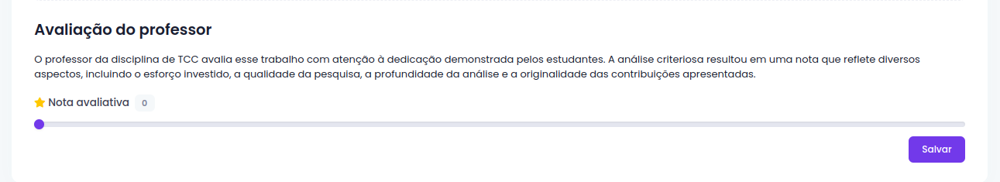 Avaliação do professor
O professor da disciplina de TCC avalia esse trabalho com atenção à dedicação demonstrada pelos estudantes. A análise criteriosa resultou em uma nota que reflete diversos
aspectos, incluindo o esforço investido, a qualidade da pesquisa, a profundidade da análise e a originalidade das contribuições apresentadas.
Nota avaliativa 0
Salvar